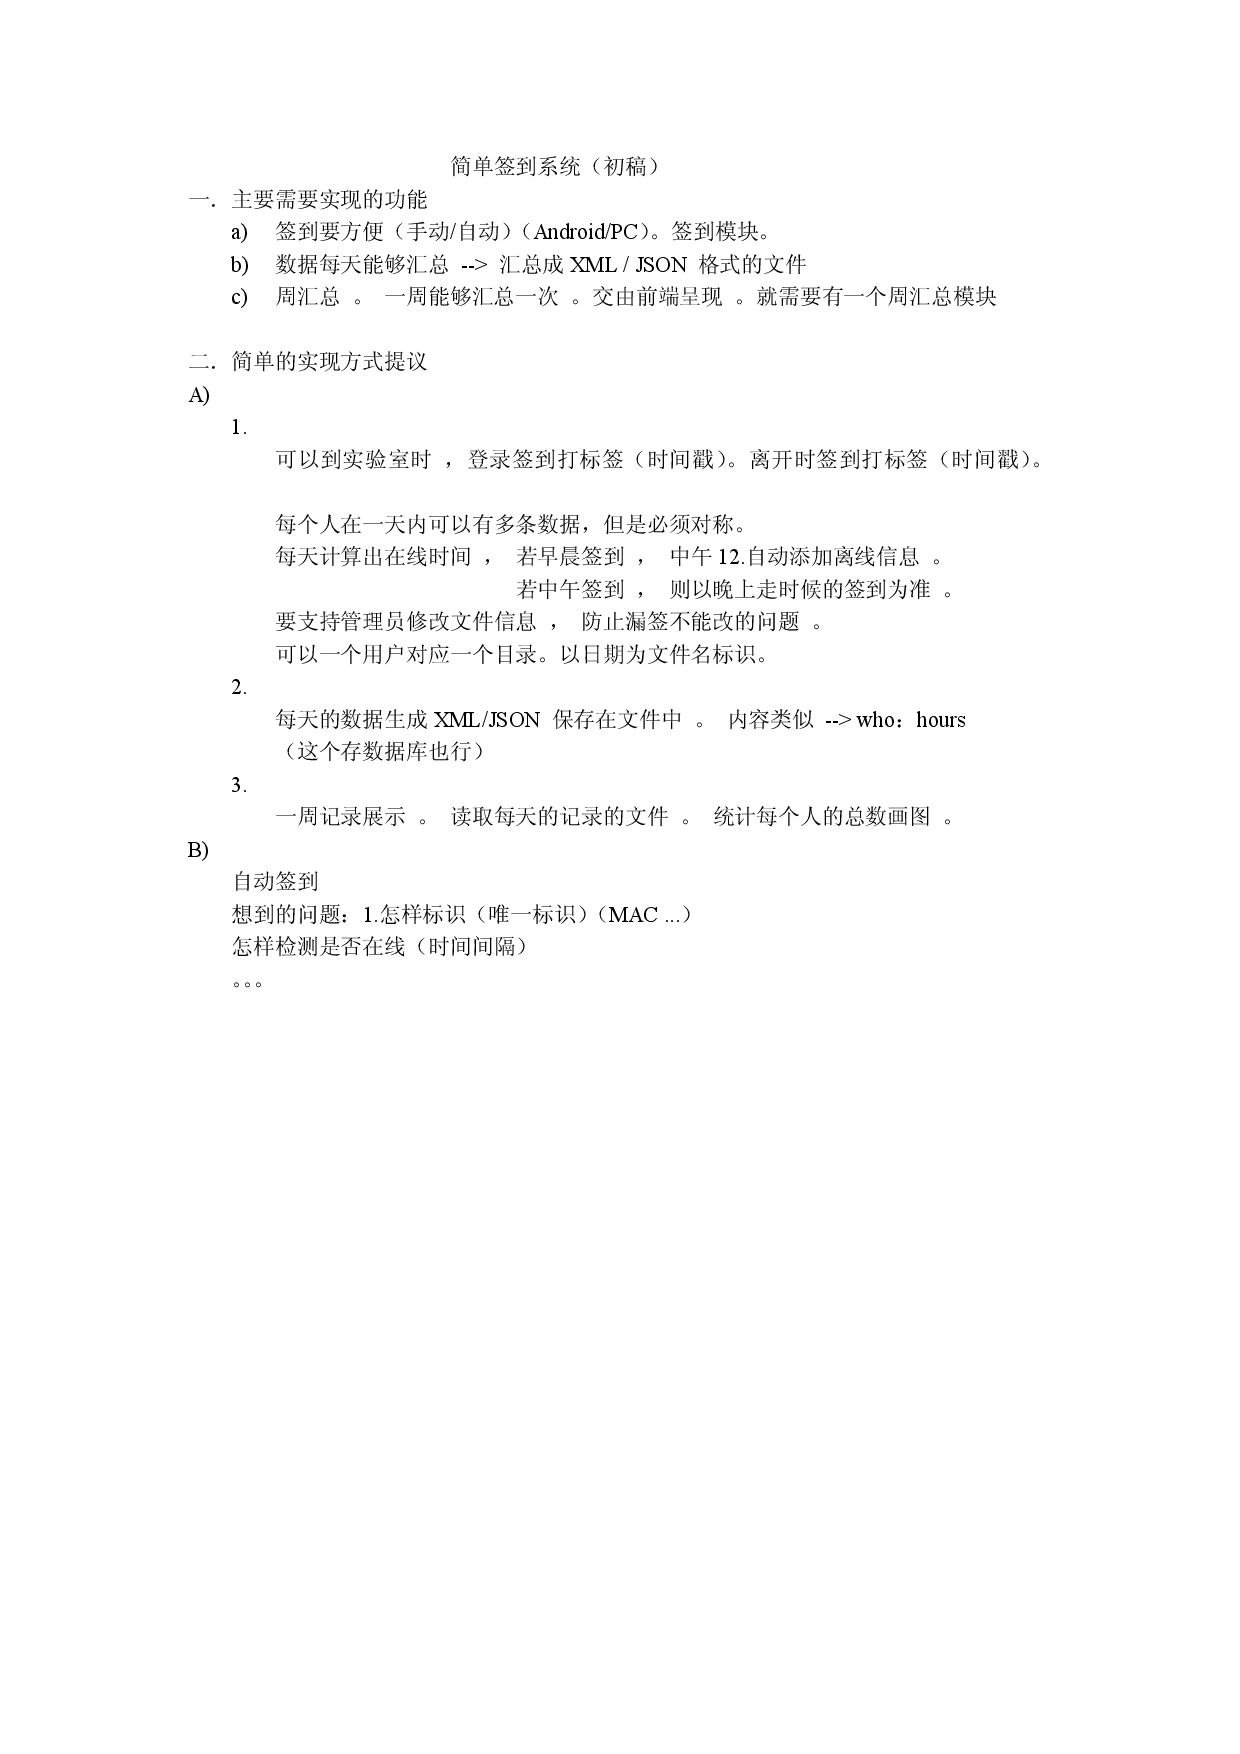 简单签到系统（初稿）
一．主要需要实现的功能
a) 签到要方便（手动/自动）（Android/PC）。签到模块。
b) 数据每天能够汇总 --> 汇总成 XML / JSON 格式的文件
c) 周汇总 。 一周能够汇总一次 。交由前端呈现 。就需要有一个周汇总模块
二．简单的实现方式提议
A)
1.
可以到实验室时 ，登录签到打标签（时间戳）。离开时签到打标签（时间戳）。
每个人在一天内可以有多条数据，但是必须对称。
每天计算出在线时间 ， 若早晨签到 ， 中午 12.自动添加离线信息 。
若中午签到 ， 则以晚上走时候的签到为准 。
要支持管理员修改文件信息 ， 防止漏签不能改的问题 。
可以一个用户对应一个目录。以日期为文件名标识。
2.
每天的数据生成 XML/JSON 保存在文件中 。 内容类似 --> who：hours
（这个存数据库也行）
3.
一周记录展示 。 读取每天的记录的文件 。 统计每个人的总数画图 。
B)
自动签到
想到的问题：1.怎样标识（唯一标识）（MAC ...）
怎样检测是否在线（时间间隔）
。。。